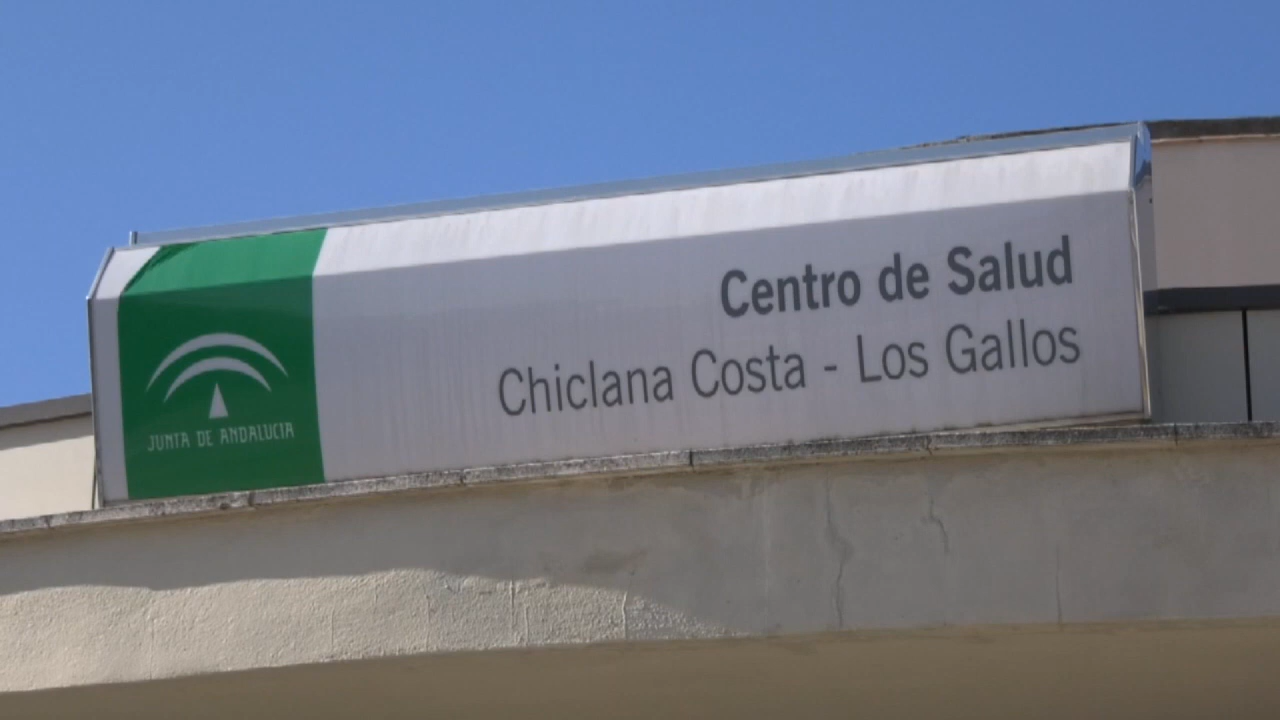 Centro de Salud
Chiclana Costa - Los Gallos
JUNTA DE ANDALUCIA